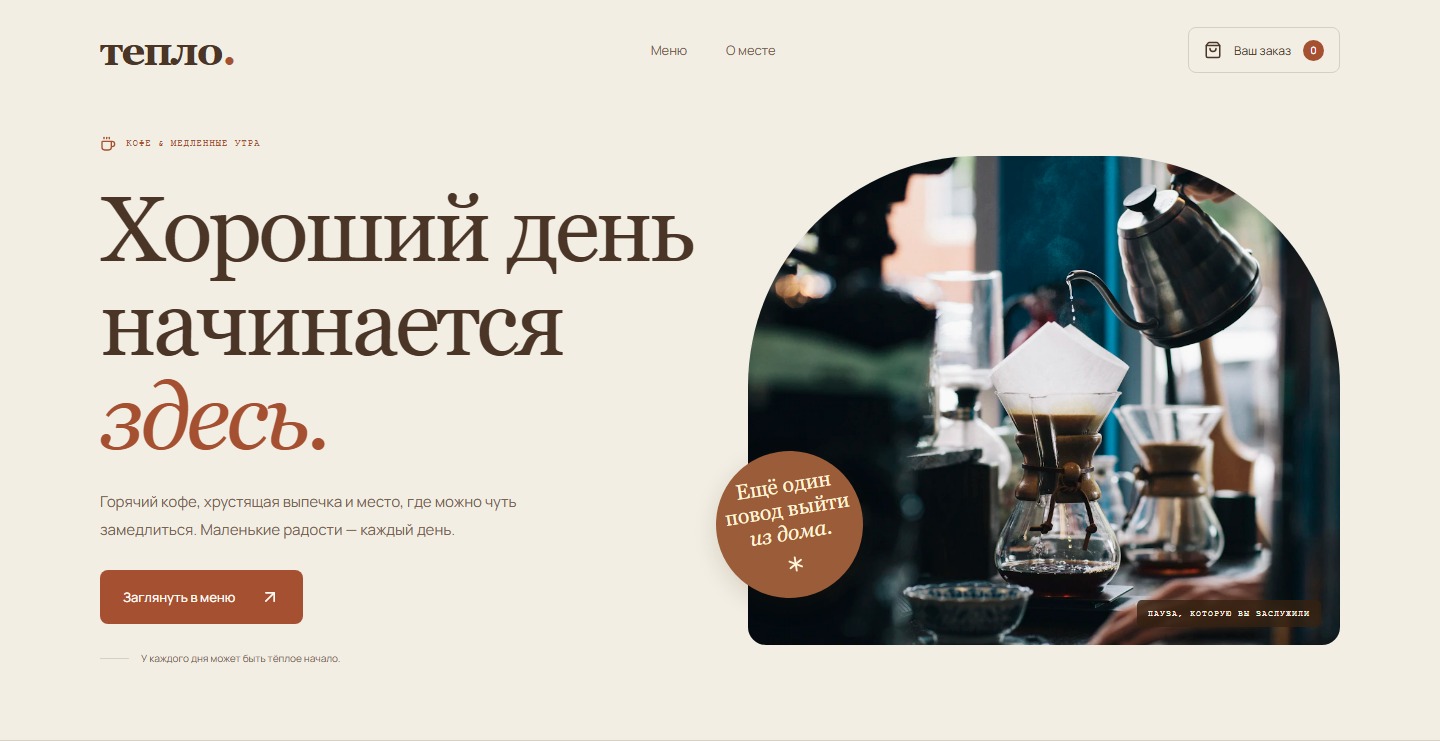 тепло.
Меню
О месте
Ваш заказ
0
КОФЕ & МЕДЛЕННЫЕ УТРА
Хороший день
начинается
здесь.
Горячий кофе, хрустящая выпечка и место, где можно чуть
замедлиться. Маленькие радости — каждый день.
Заглянуть в меню
У каждого дня может быть тёплое начало.
Ещё один
повод выйти
из дома.
ПАУЗА, КОТОРУЮ ВЫ ЗАСЛУЖИЛИ